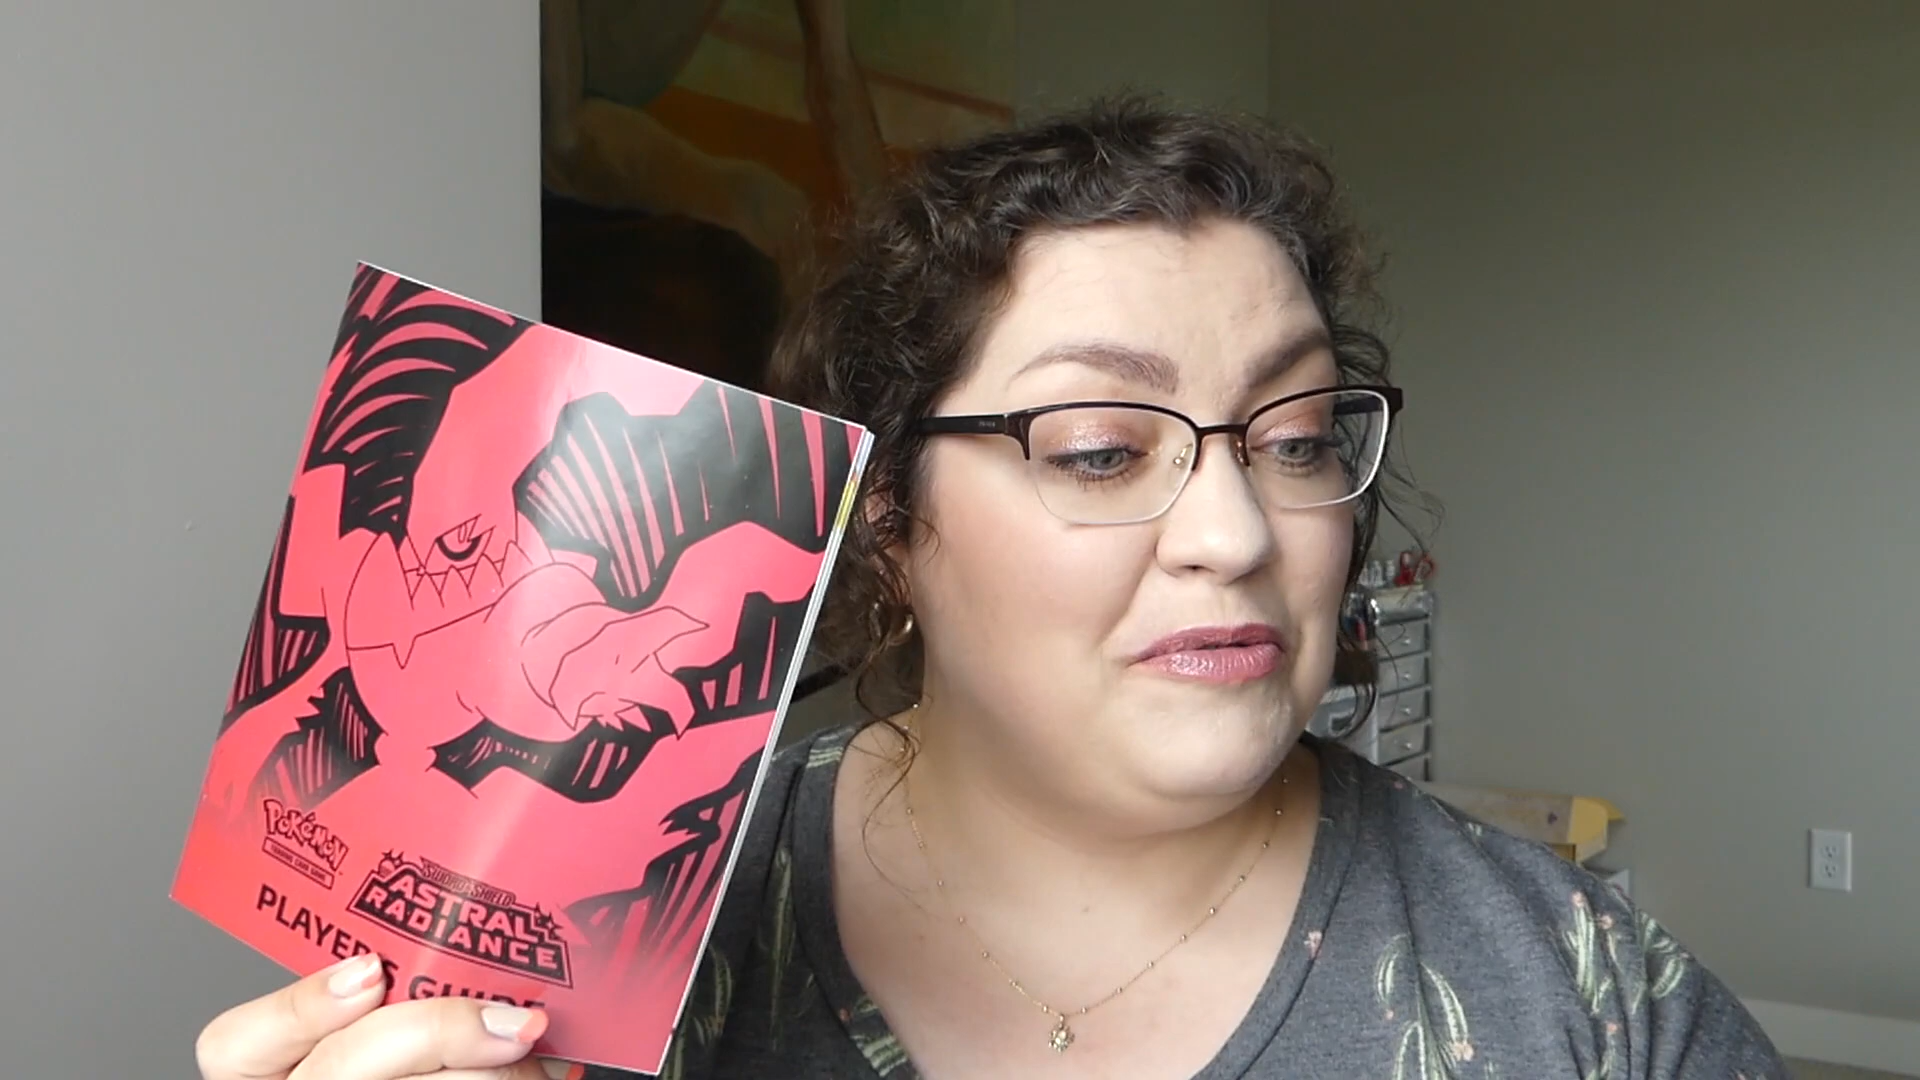 Pokémon
TRADING CARD GAME
SWORD & SHIELD
ASTRAL
RADIANCE
PLAYER'S GUIDE